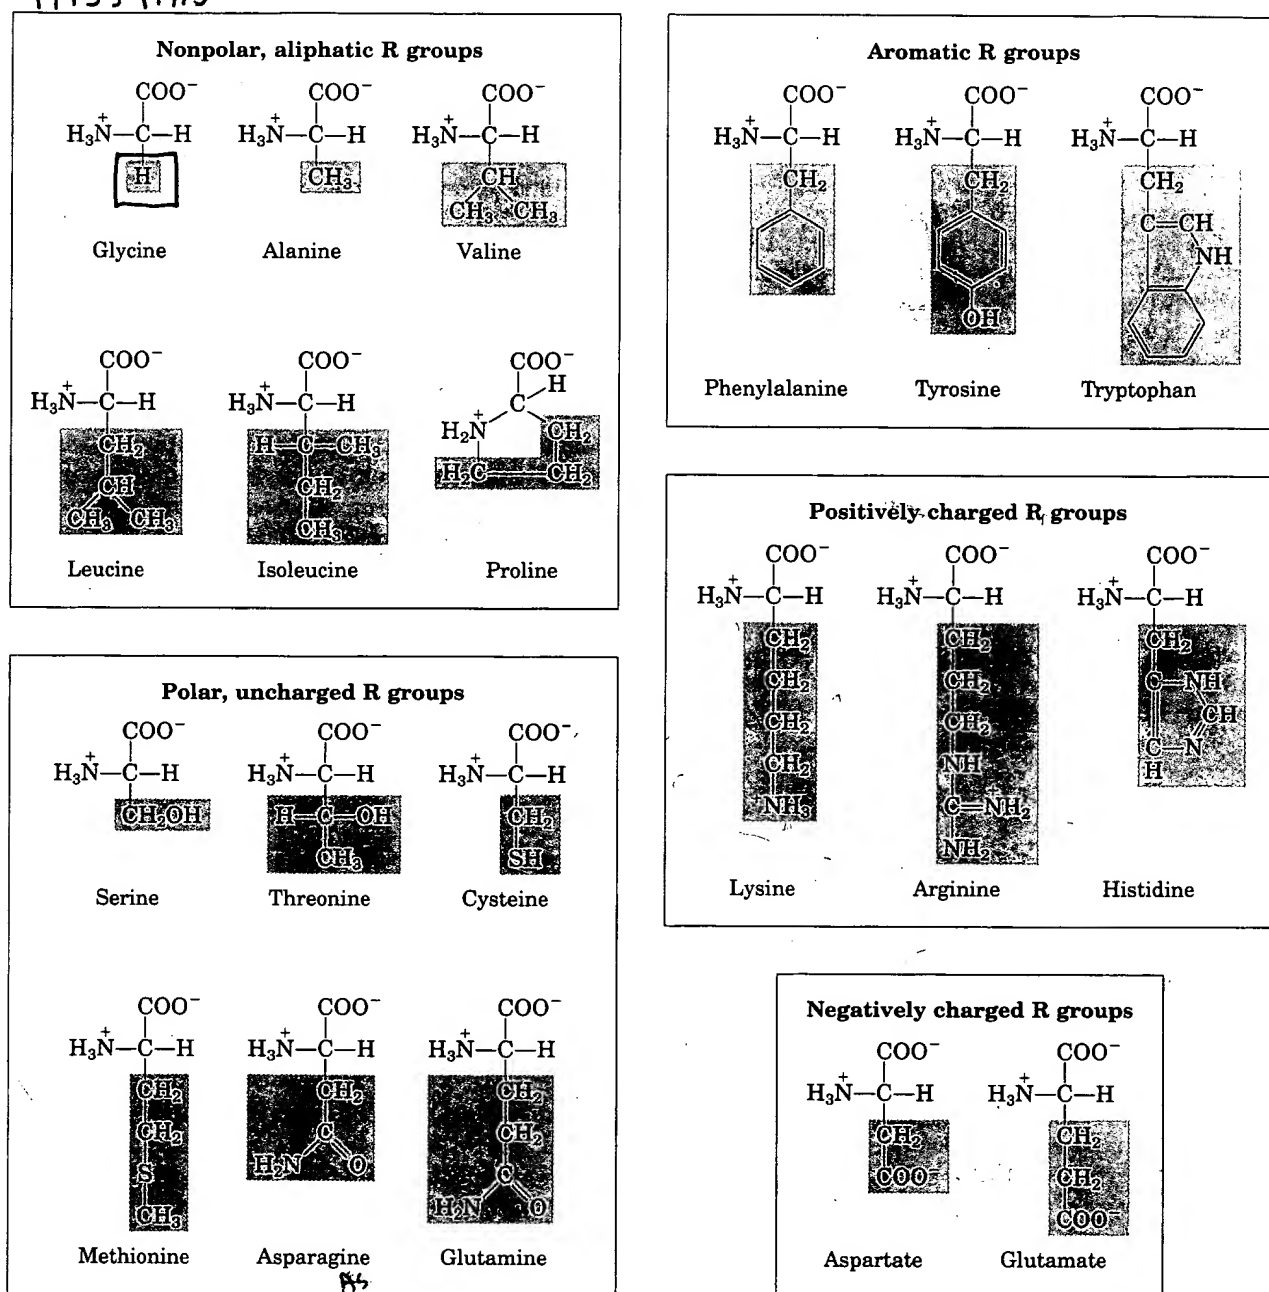 Nonpolar, aliphatic R groups
COO⁻ COO⁻ COO⁻
H₃N⁺—C—H H₃N⁺—C—H H₃N⁺—C—H
H CH₃ CH
CH₃ CH₃
Glycine Alanine Valine
COO⁻ COO⁻ COO⁻
H
H₃N⁺—C—H H₃N⁺—C—H C
CH₂ H—C—CH₃ H₂N⁺ CH₂
CH CH₂ H₂C CH₂
CH₃ CH₃ CH₃
Leucine Isoleucine Proline
Polar, uncharged R groups
COO⁻ COO⁻ COO⁻
H₃N⁺—C—H H₃N⁺—C—H H₃N⁺—C—H
CH₂OH H—C—OH CH₂
CH₃ SH
Serine Threonine Cysteine
COO⁻ COO⁻ COO⁻
H₃N⁺—C—H H₃N⁺—C—H H₃N⁺—C—H
CH₂ CH₂ CH₂
CH₂ C CH₂
S H₂N O C
CH₃ H₂N O
Methionine Asparagine Glutamine
As
Aromatic R groups
COO⁻ COO⁻ COO⁻
H₃N⁺—C—H H₃N⁺—C—H H₃N⁺—C—H
CH₂ CH₂ CH₂
C=CH
NH
OH
Phenylalanine Tyrosine Tryptophan
Positively charged R groups
COO⁻ COO⁻ COO⁻
H₃N⁺—C—H H₃N⁺—C—H H₃N⁺—C—H
CH₂ CH₂ CH₂
CH₂ CH₂ C—NH
CH₂ CH₂ CH
CH₂ NH C—N
NH₃⁺ C=NH₂⁺ H
NH₂
Lysine Arginine Histidine
Negatively charged R groups
COO⁻ COO⁻
H₃N⁺—C—H H₃N⁺—C—H
CH₂ CH₂
COO⁻ CH₂
COO⁻
Aspartate Glutamate